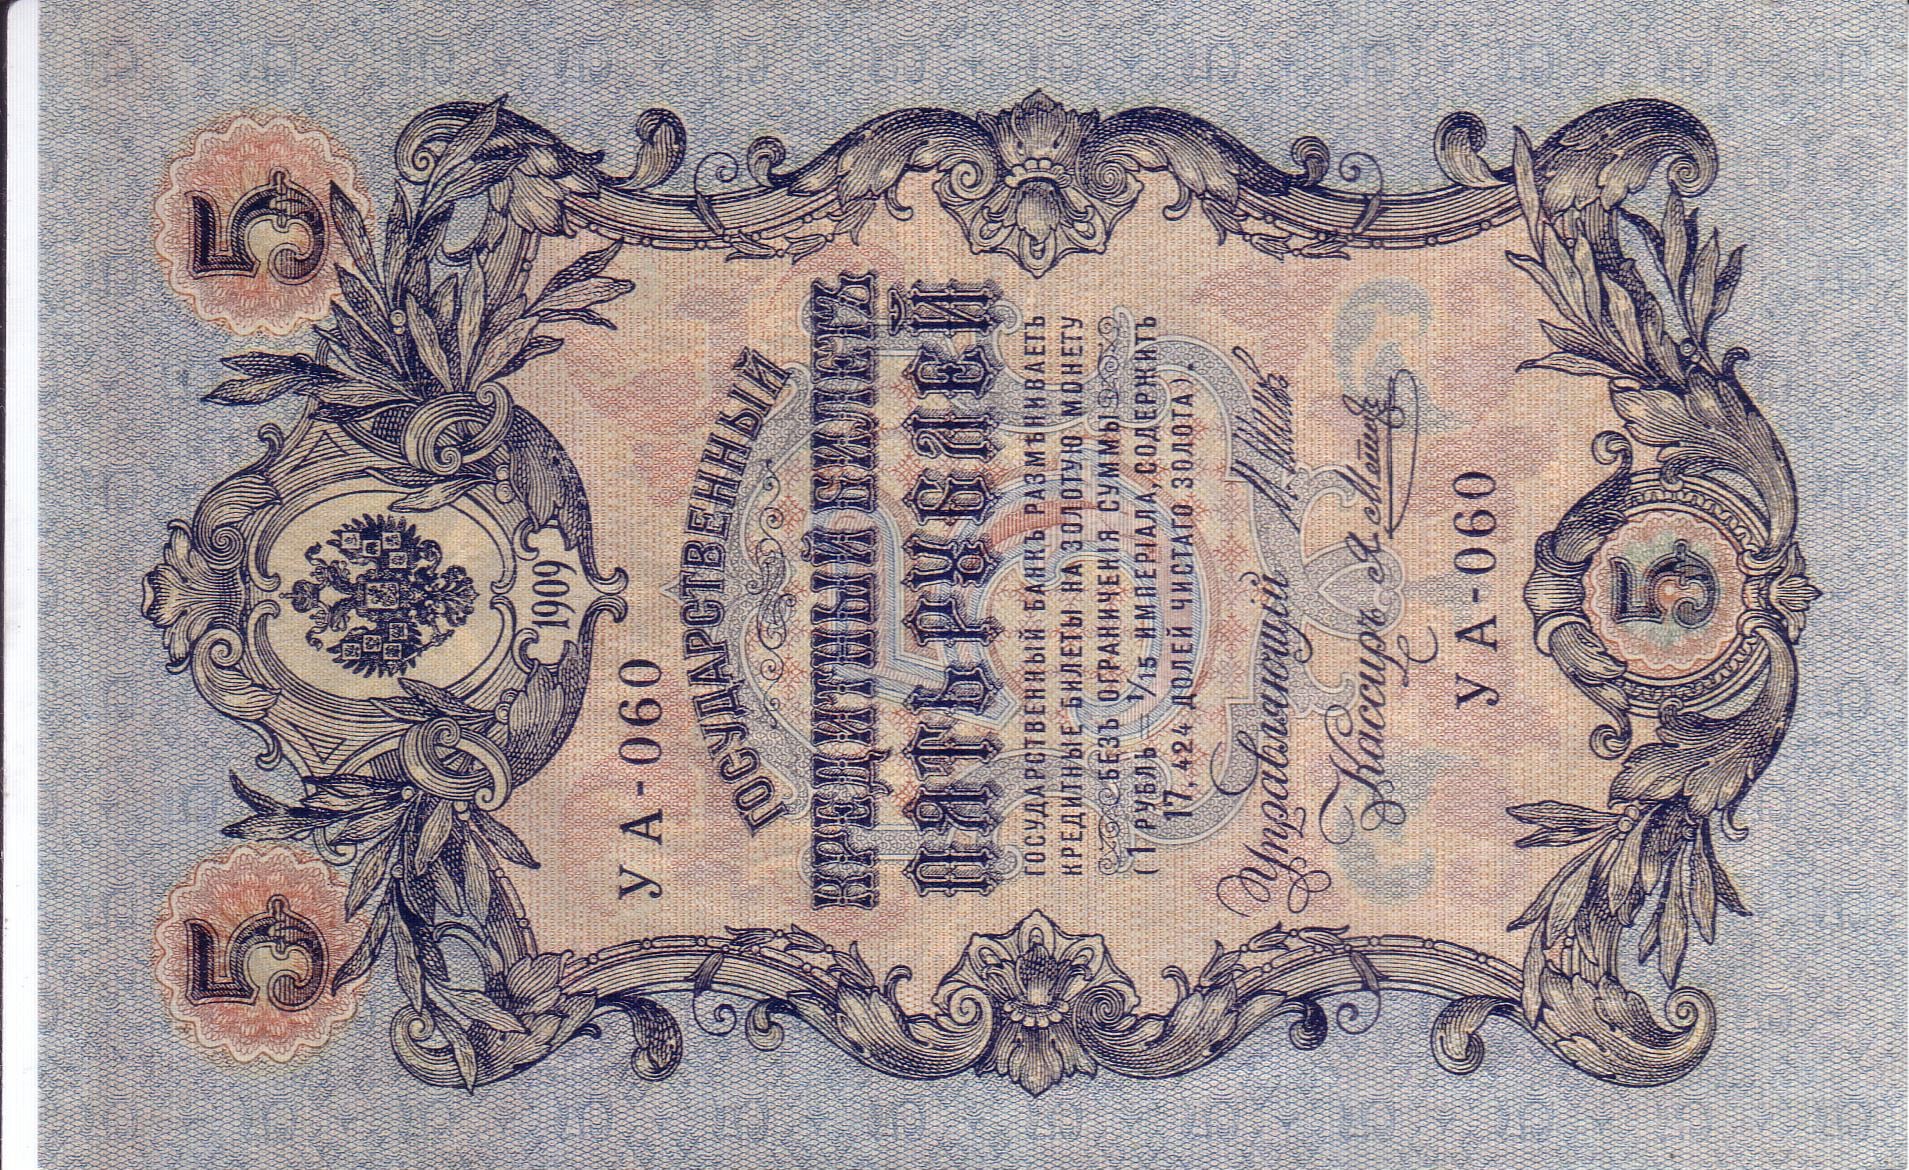 5 5
1909
УА-060
ГОСУДАРСТВЕННЫЙ
КРЕДИТНЫЙ БИЛЕТЪ
ПЯТЬ РУБЛЕЙ
ГОСУДАРСТВЕННЫЙ БАНКЪ РАЗМѢНИВАЕТЪ
КРЕДИТНЫЕ БИЛЕТЫ НА ЗОЛОТУЮ МОНЕТУ
БЕЗЪ ОГРАНИЧЕНІЯ СУММЫ
(1 РУБЛЬ = 1/15 ИМПЕРІАЛА, СОДЕРЖИТЪ
17,424 ДОЛЕЙ ЧИСТАГО ЗОЛОТА).
Управляющій
Кассиръ
УА-060
5